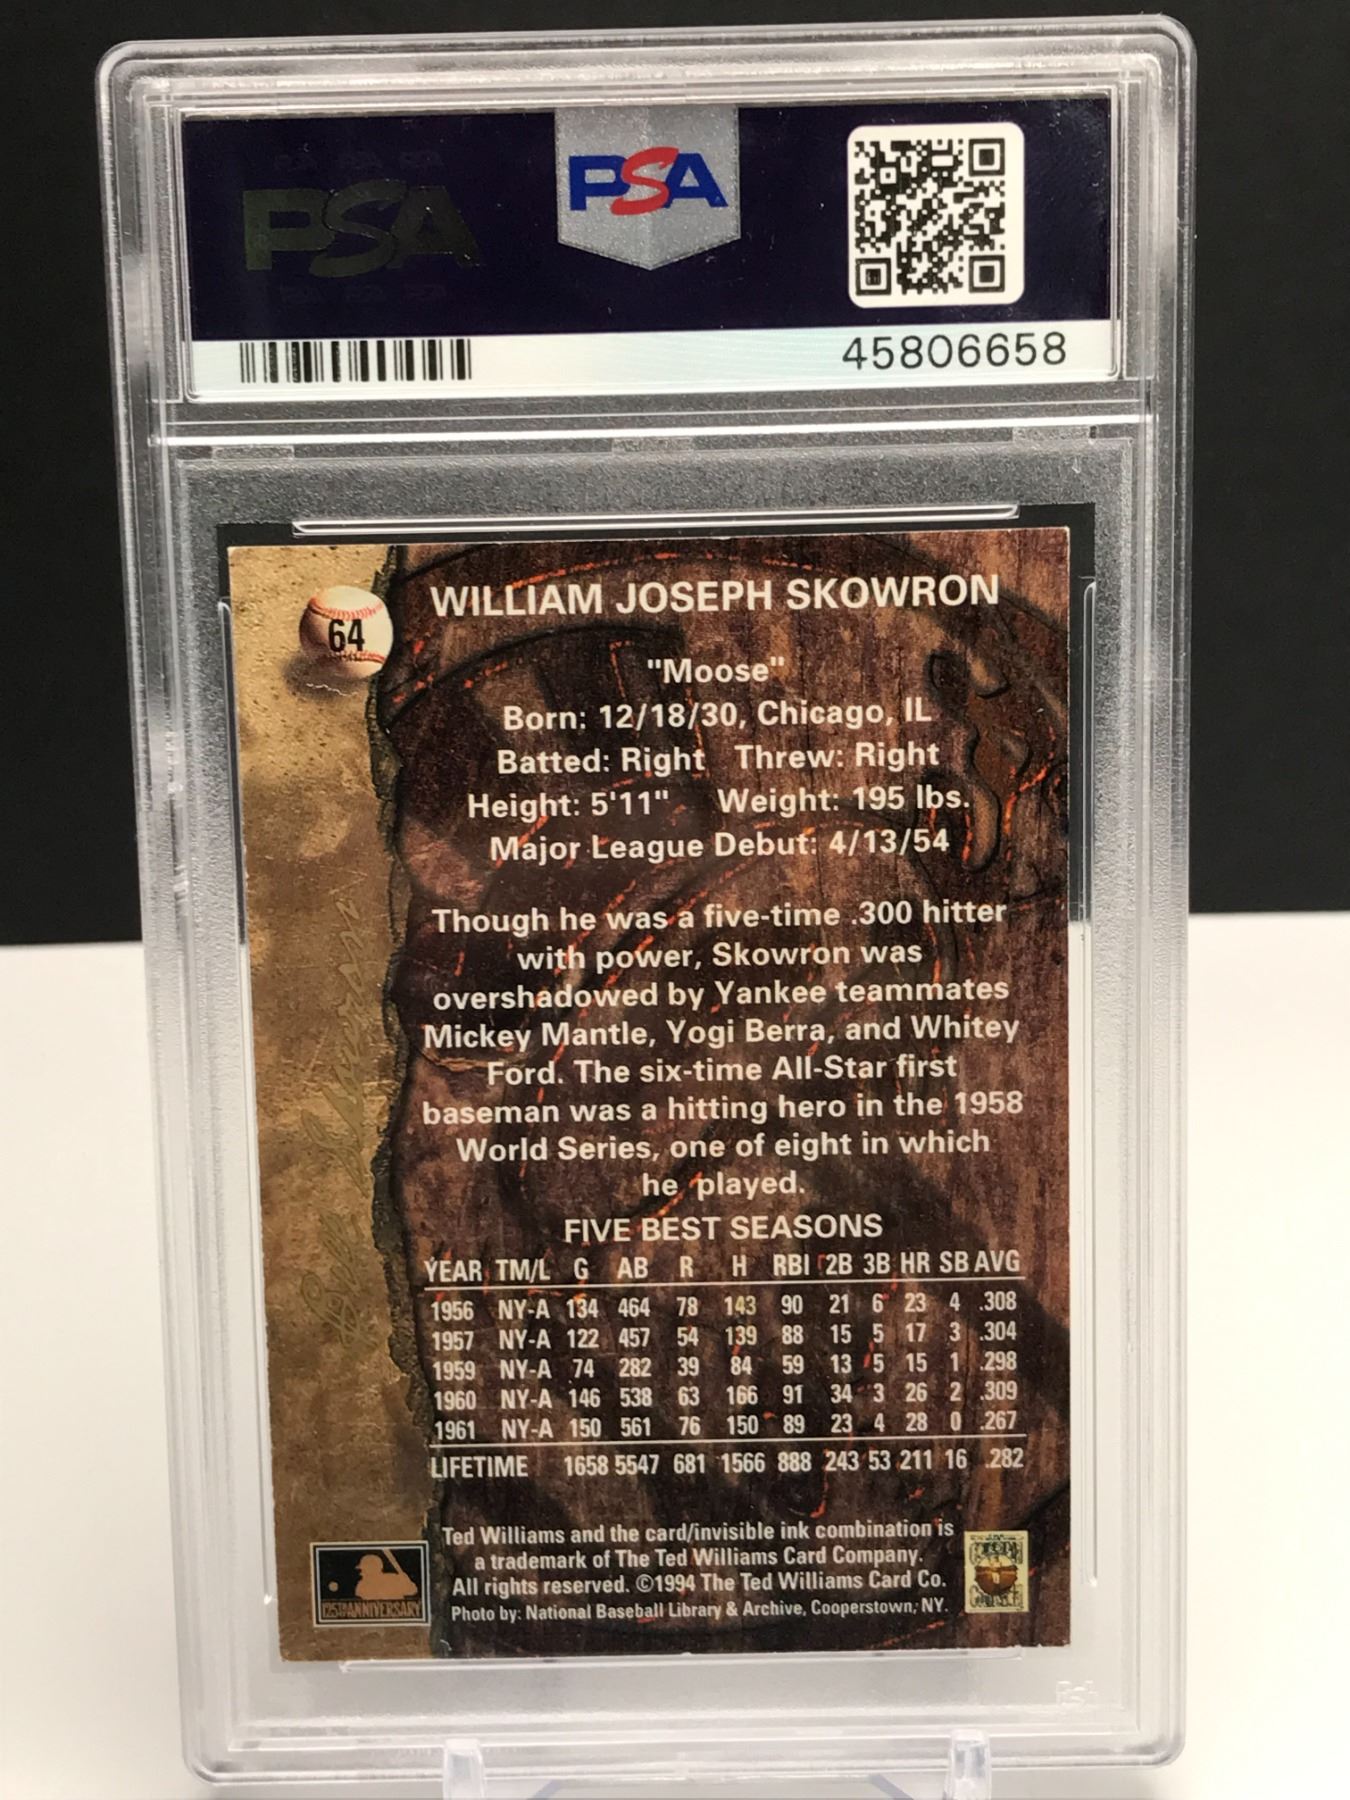 PSA
PSA
45806658
64
WILLIAM JOSEPH SKOWRON
"Moose"
Born: 12/18/30, Chicago, IL
Batted: Right Threw: Right
Height: 5'11" Weight: 195 lbs.
Major League Debut: 4/13/54
Though he was a five-time .300 hitter
with power, Skowron was
overshadowed by Yankee teammates
Mickey Mantle, Yogi Berra, and Whitey
Ford. The six-time All-Star first
baseman was a hitting hero in the 1958
World Series, one of eight in which
he played.
Bill Skowron
FIVE BEST SEASONS
YEAR TM/L G AB R H RBI 2B 3B HR SB AVG
1956 NY-A 134 464 78 143 90 21 6 23 4 .308
1957 NY-A 122 457 54 139 88 15 5 17 3 .304
1959 NY-A 74 282 39 84 59 13 5 15 1 .298
1960 NY-A 146 538 63 166 91 34 3 26 2 .309
1961 NY-A 150 561 76 150 89 23 4 28 0 .267
LIFETIME 1658 5547 681 1566 888 243 53 211 16 .282
Ted Williams and the card/invisible ink combination is
a trademark of The Ted Williams Card Company.
All rights reserved. ©1994 The Ted Williams Card Co.
Photo by: National Baseball Library & Archive, Cooperstown, NY.
125TH ANNIVERSARY